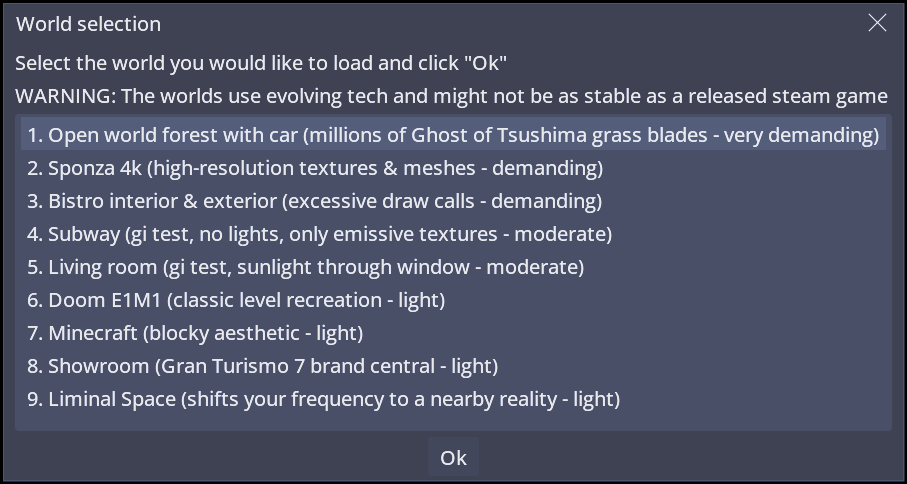 World selection
Select the world you would like to load and click "Ok"
WARNING: The worlds use evolving tech and might not be as stable as a released steam game
1. Open world forest with car (millions of Ghost of Tsushima grass blades - very demanding)
2. Sponza 4k (high-resolution textures & meshes - demanding)
3. Bistro interior & exterior (excessive draw calls - demanding)
4. Subway (gi test, no lights, only emissive textures - moderate)
5. Living room (gi test, sunlight through window - moderate)
6. Doom E1M1 (classic level recreation - light)
7. Minecraft (blocky aesthetic - light)
8. Showroom (Gran Turismo 7 brand central - light)
9. Liminal Space (shifts your frequency to a nearby reality - light)
Ok